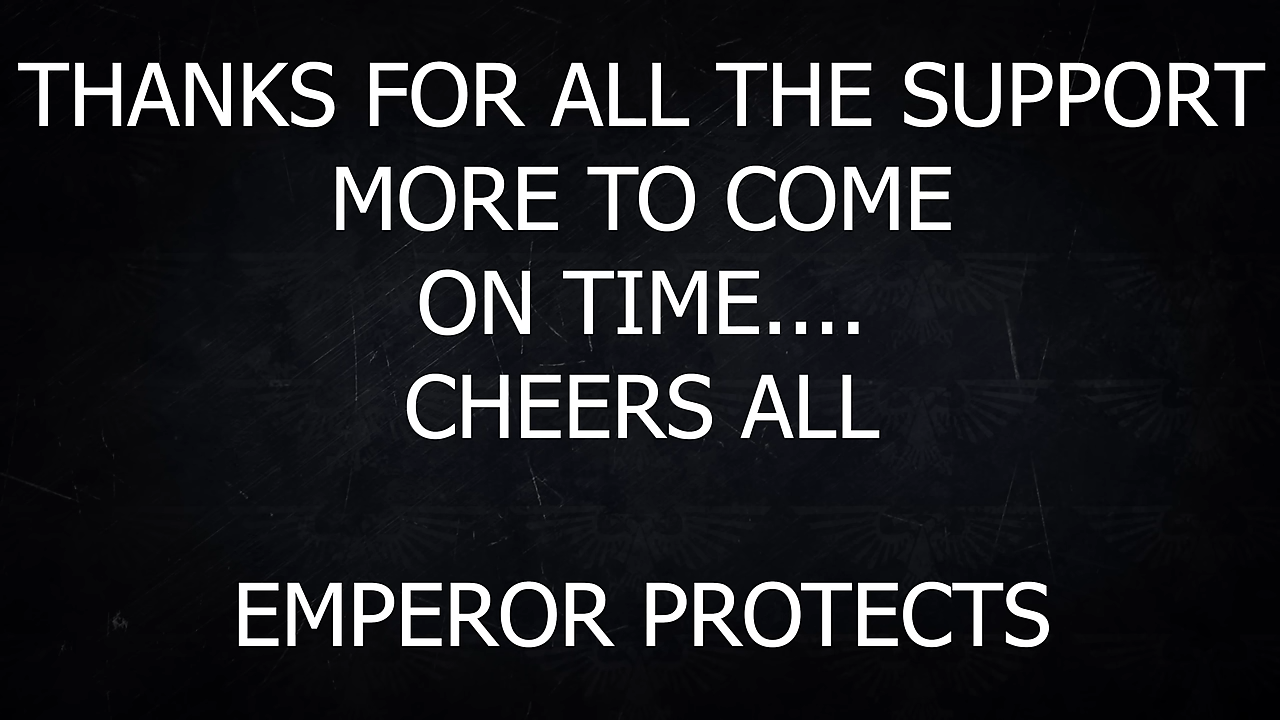 THANKS FOR ALL THE SUPPORT
MORE TO COME
ON TIME....
CHEERS ALL
EMPEROR PROTECTS